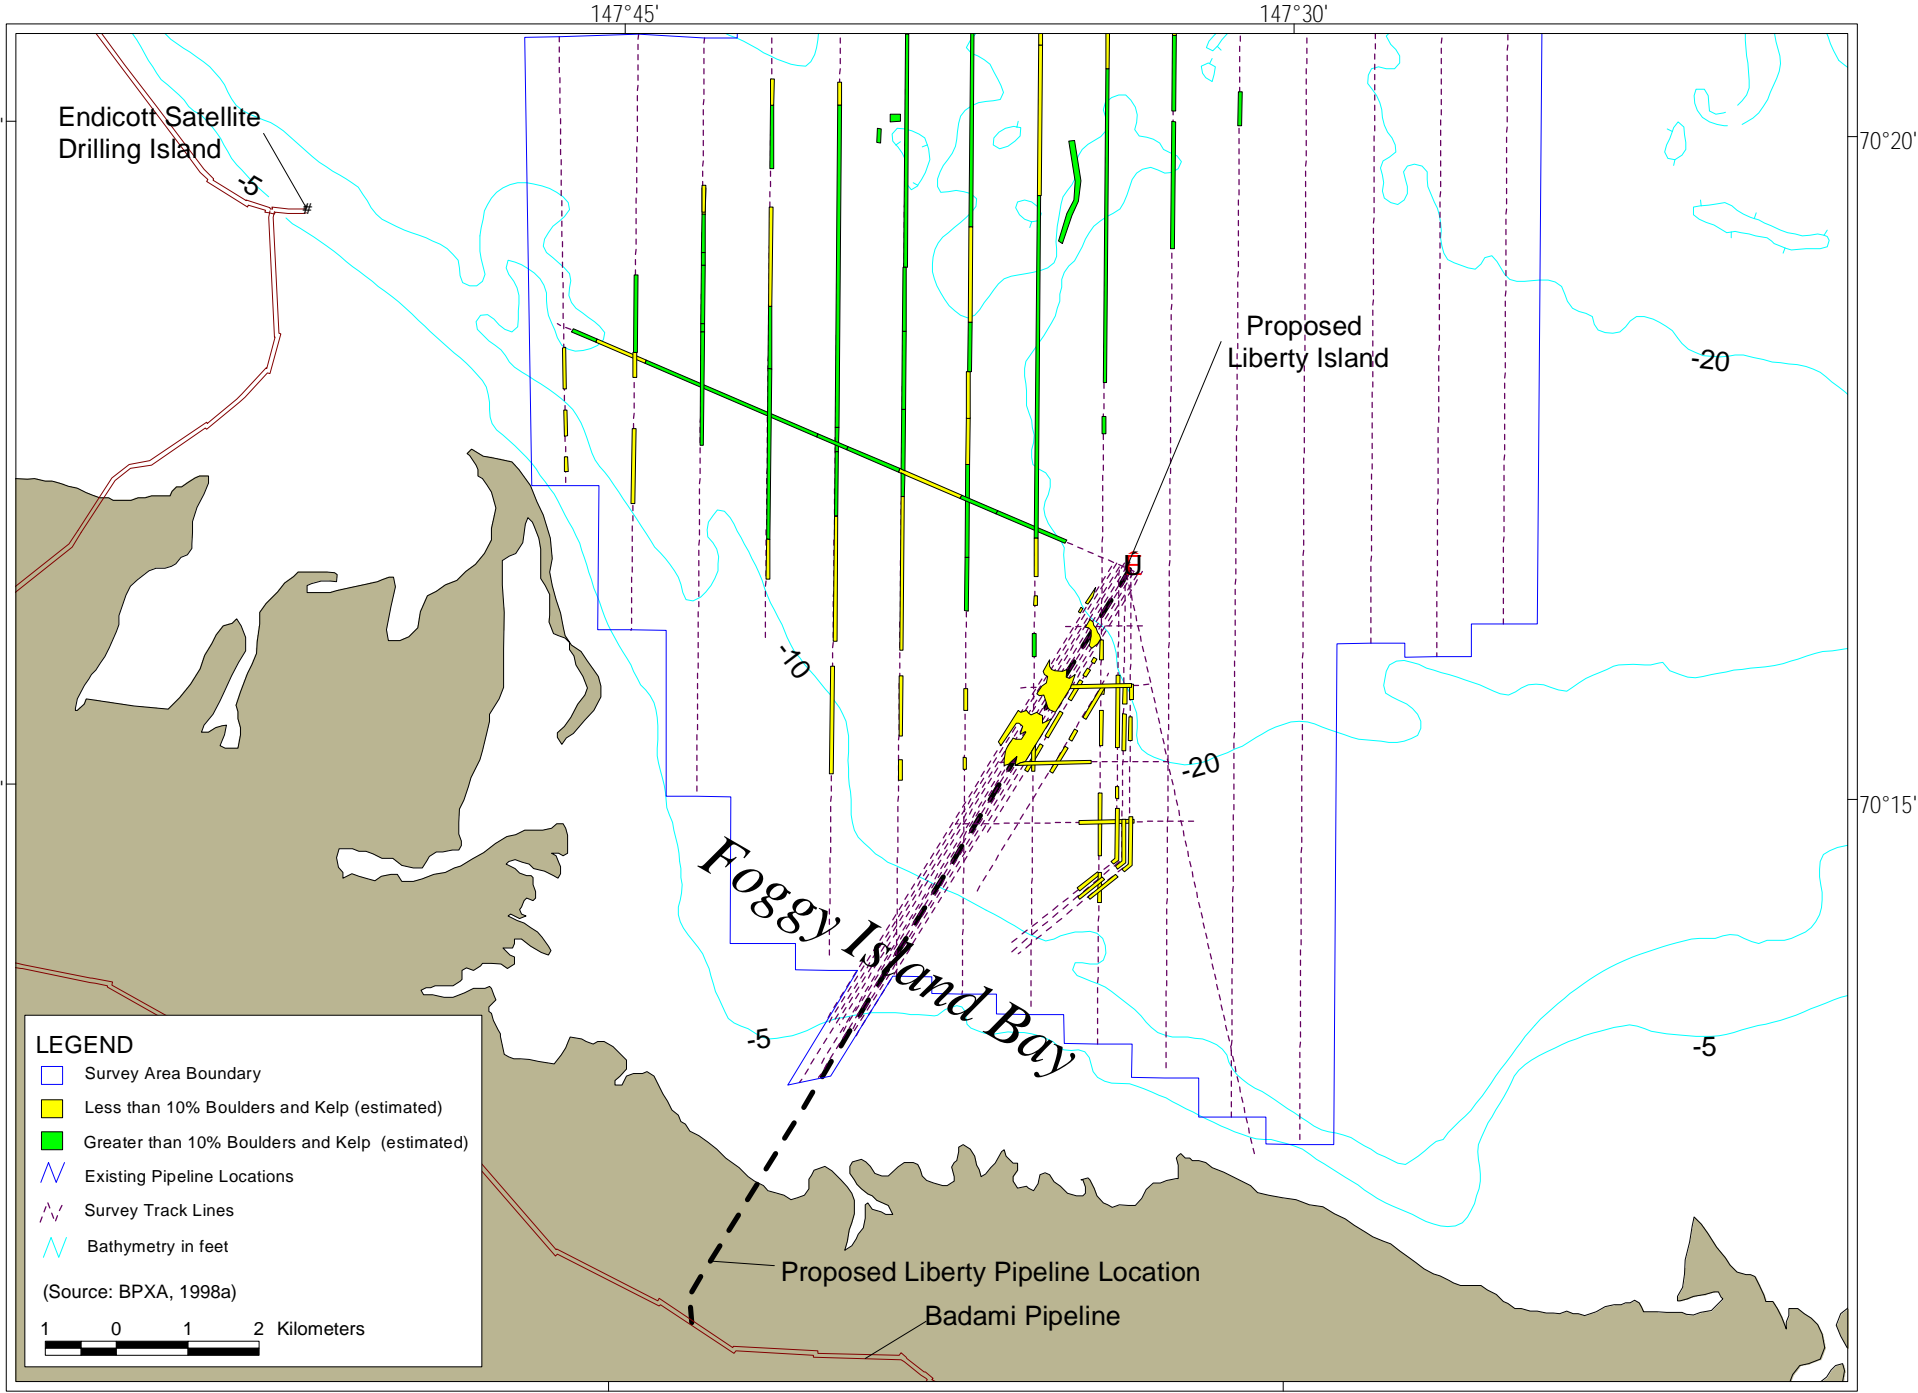 147°45'
147°30'
Endicott Satellite
Drilling Island
-5
70°20'
Proposed
Liberty Island
-20
-10
-20
70°15'
Foggy Island Bay
-5
-5
LEGEND
Survey Area Boundary
Less than 10% Boulders and Kelp (estimated)
Greater than 10% Boulders and Kelp (estimated)
Existing Pipeline Locations
Survey Track Lines
Bathymetry in feet
(Source: BPXA, 1998a)
1 0 1 2 Kilometers
Proposed Liberty Pipeline Location
Badami Pipeline